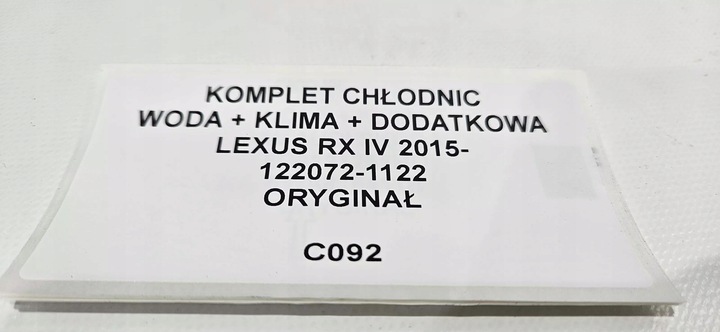 KOMPLET CHŁODNIC
WODA + KLIMA + DODATKOWA
LEXUS RX IV 2015-
122072-1122
ORYGINAŁ
C092